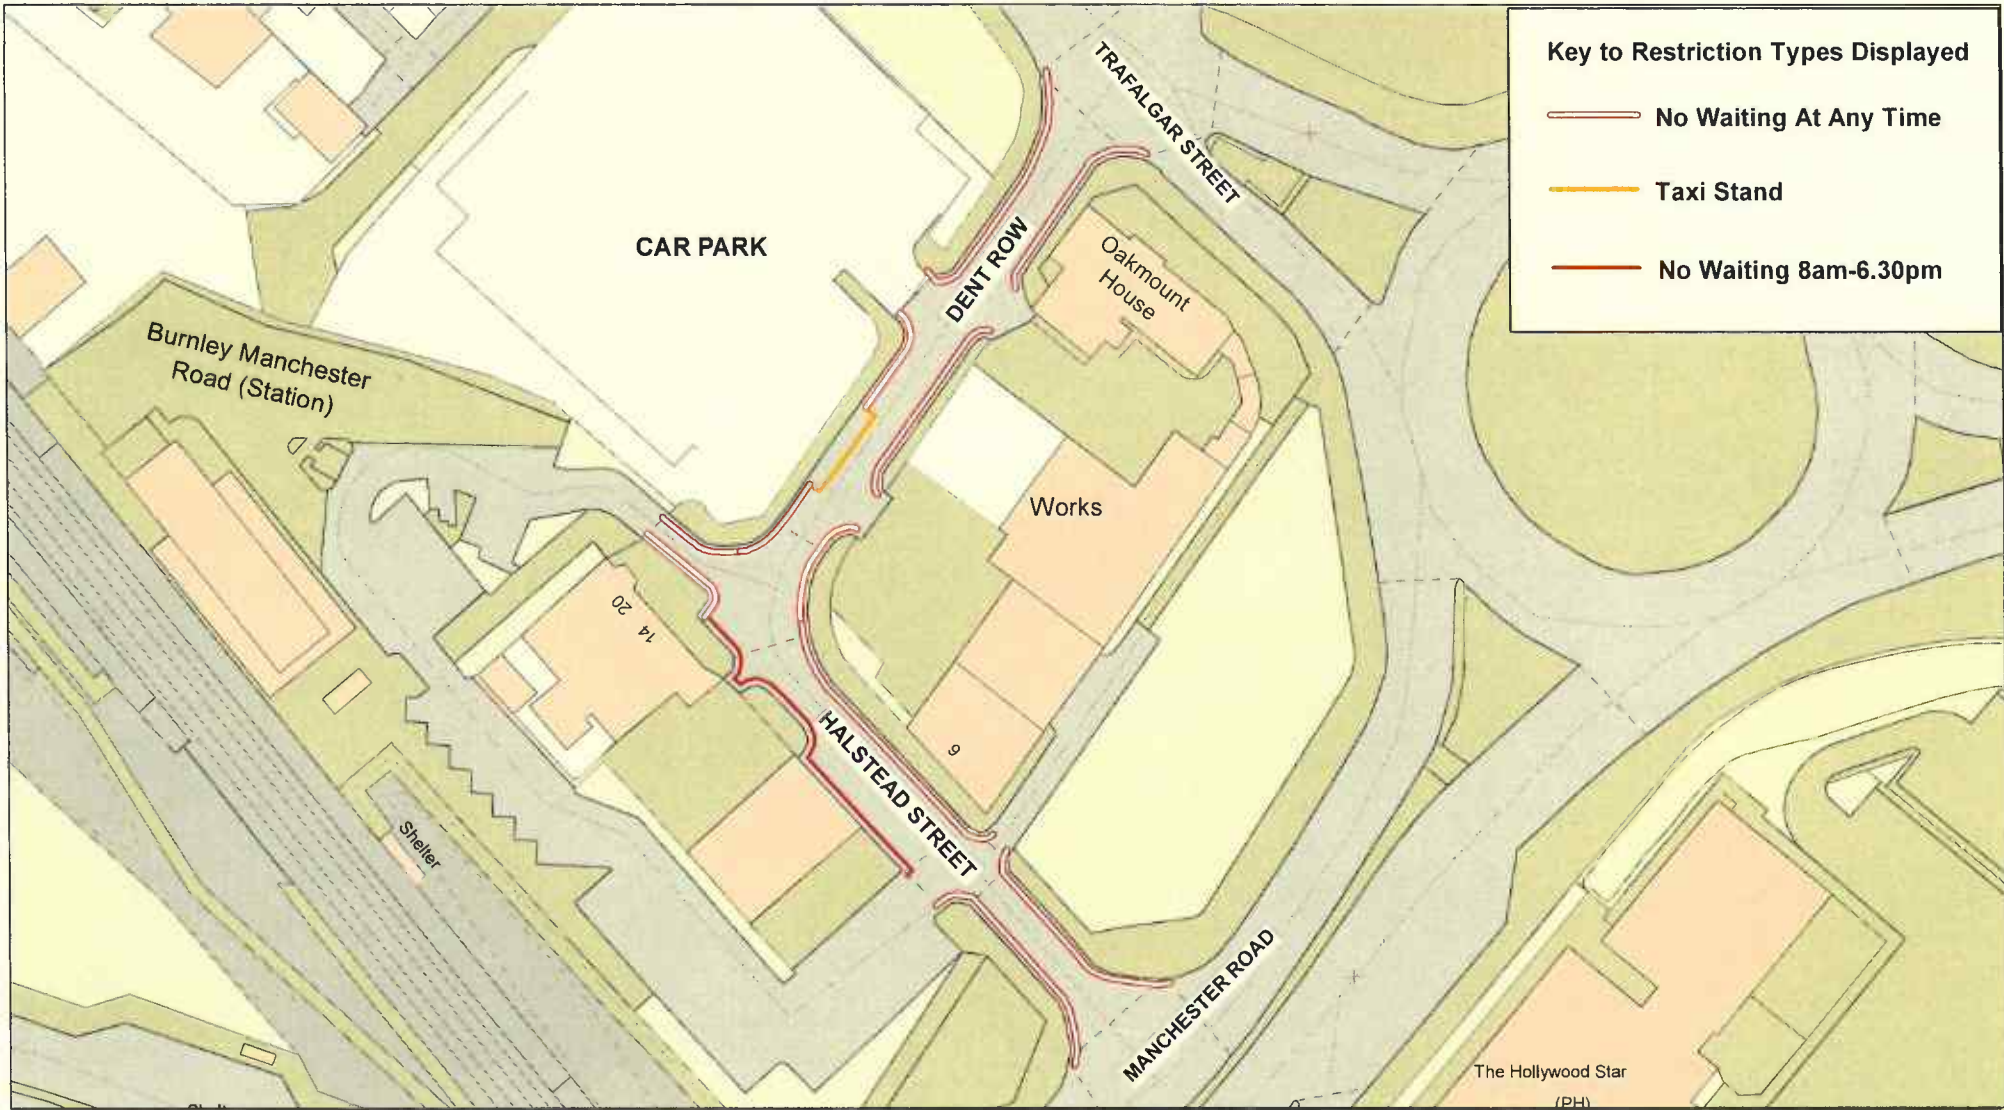 Key to Restriction Types Displayed
No Waiting At Any Time
Taxi Stand
No Waiting 8am-6.30pm
TRAFALGAR STREET
CAR PARK
DENT ROW
Oakmount
House
Burnley Manchester
Road (Station)
Works
20
14
6
HALSTEAD STREET
Shelter
MANCHESTER ROAD
The Hollywood Star
(PH)